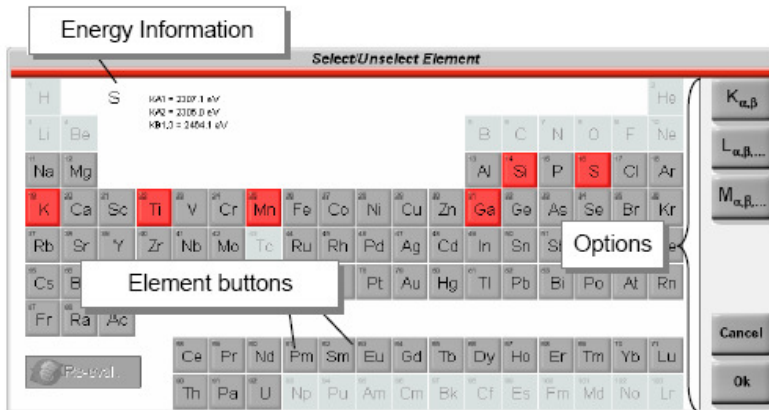 Energy Information
Select/Unselect Element
H S KA1 = 2307.1 eV He
KB1,3 = 2464.1 eV
Li Be B C N O F Ne
Na Mg Al Si P S Cl Ar
K Ca Sc Ti V Cr Mn Fe Co Ni Cu Zn Ga Ge As Se Br Kr
Rb Sr Y Zr Nb Mo Tc Ru Rh Pd Ag Cd In Sn
Cs Pt Au Hg Tl Pb Bi Po At Rn
Fr Ra Ac
Ce Pr Nd Pm Sm Eu Gd Tb Dy Ho Er Tm Yb Lu
Th Pa U Np Pu Am Cm Bk Cf Es Fm Md No Lr
Element buttons
Options
Kα,β
Lα,β,...
Mα,β,...
Re-eval.
Cancel
Ok